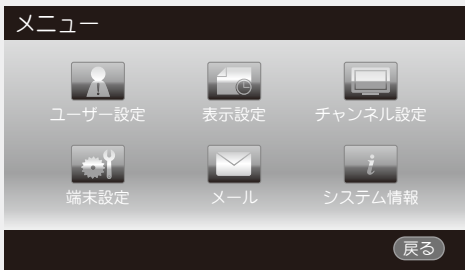 メニュー
ユーザー設定
表示設定
チャンネル設定
端末設定
メール
システム情報
戻る